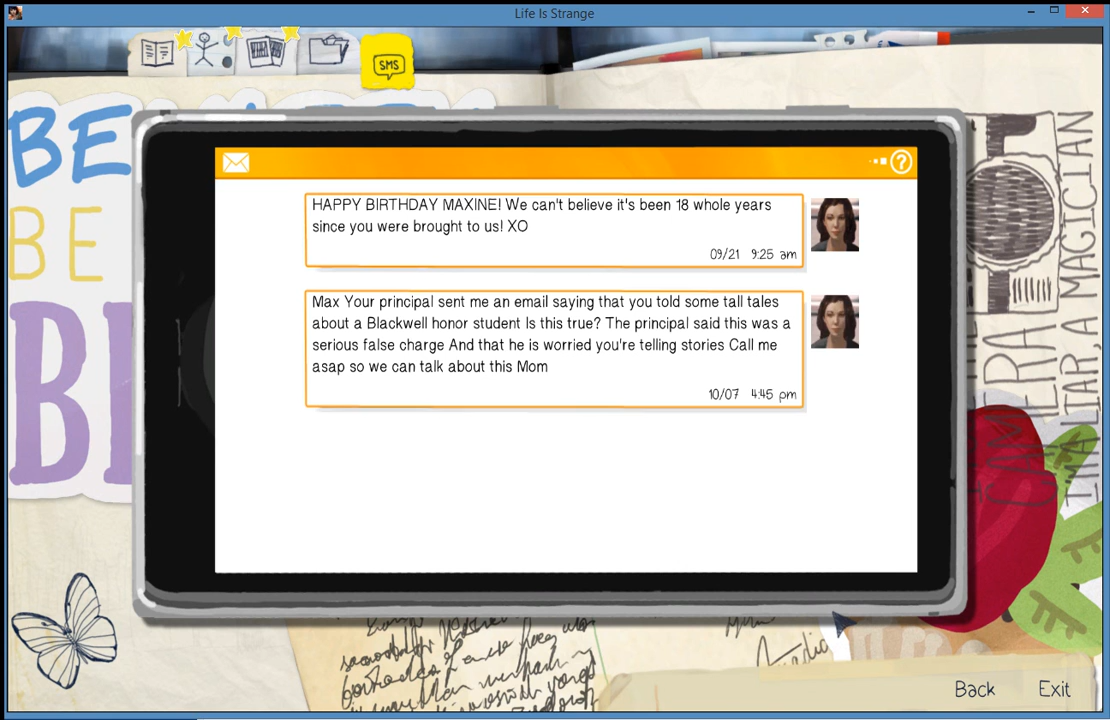 Life Is Strange
SMS
BE
BE
B
?
HAPPY BIRTHDAY MAXINE! We can't believe it's been 18 whole years
since you were brought to us! XO
09/21 9:25 am
Max Your principal sent me an email saying that you told some tall tales
about a Blackwell honor student Is this true? The principal said this was a
serious false charge And that he is worried you're telling stories Call me
asap so we can talk about this Mom
10/07 4:45 pm
CAMERA
I'M A LIAR, A MAGICIAN
Back Exit